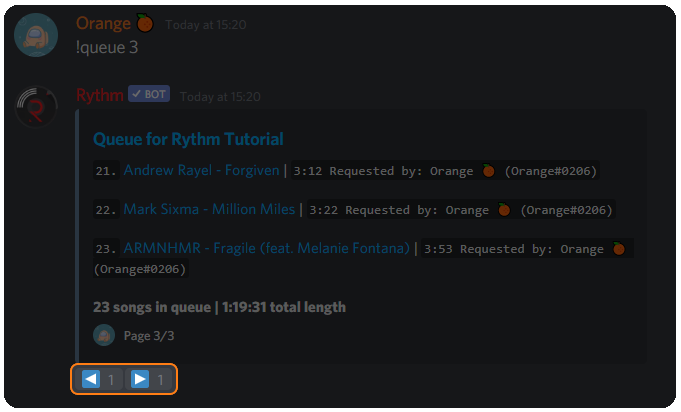 Orange 🍊 Today at 15:20
!queue 3
Rythm ✓ BOT Today at 15:20
Queue for Rythm Tutorial
21. Andrew Rayel - Forgiven | 3:12 Requested by: Orange 🍊 (Orange#0206)
22. Mark Sixma - Million Miles | 3:22 Requested by: Orange 🍊 (Orange#0206)
23. ARMNHMR - Fragile (feat. Melanie Fontana) | 3:53 Requested by: Orange 🍊
(Orange#0206)
23 songs in queue | 1:19:31 total length
Page 3/3
◀ 1 ▶ 1